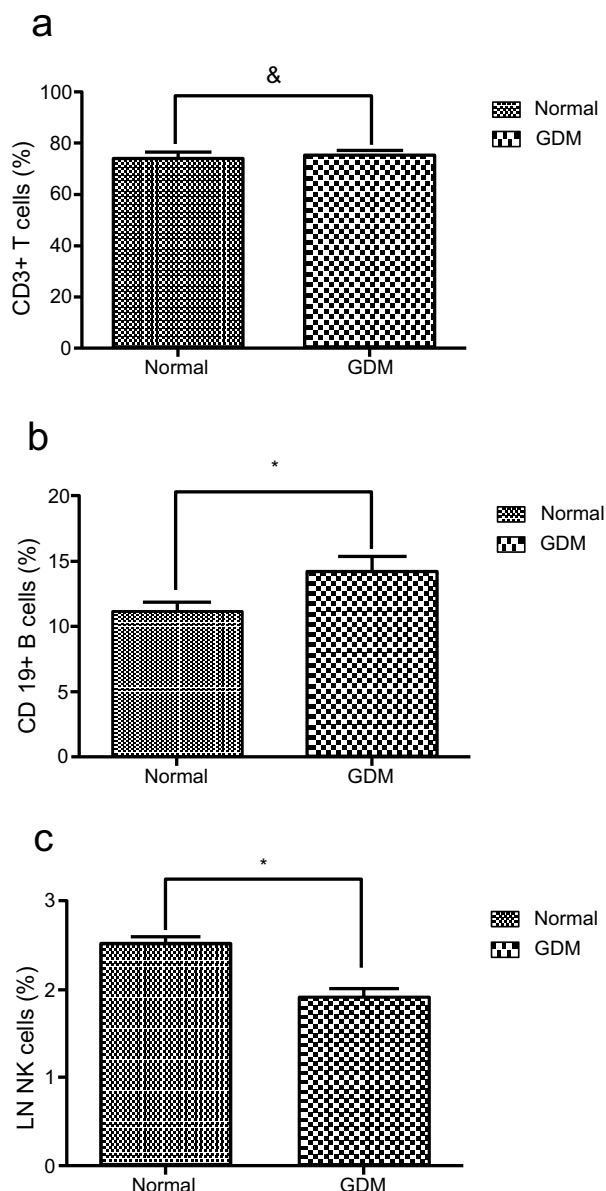 a
&
100
80
60
40
20
0
CD3+ T cells (%)
Normal
GDM
Normal
GDM
b
*
20
15
10
5
0
CD 19+ B cells (%)
Normal
GDM
Normal
GDM
c
*
3
2
1
0
LN NK cells (%)
Normal
GDM
Normal
GDM